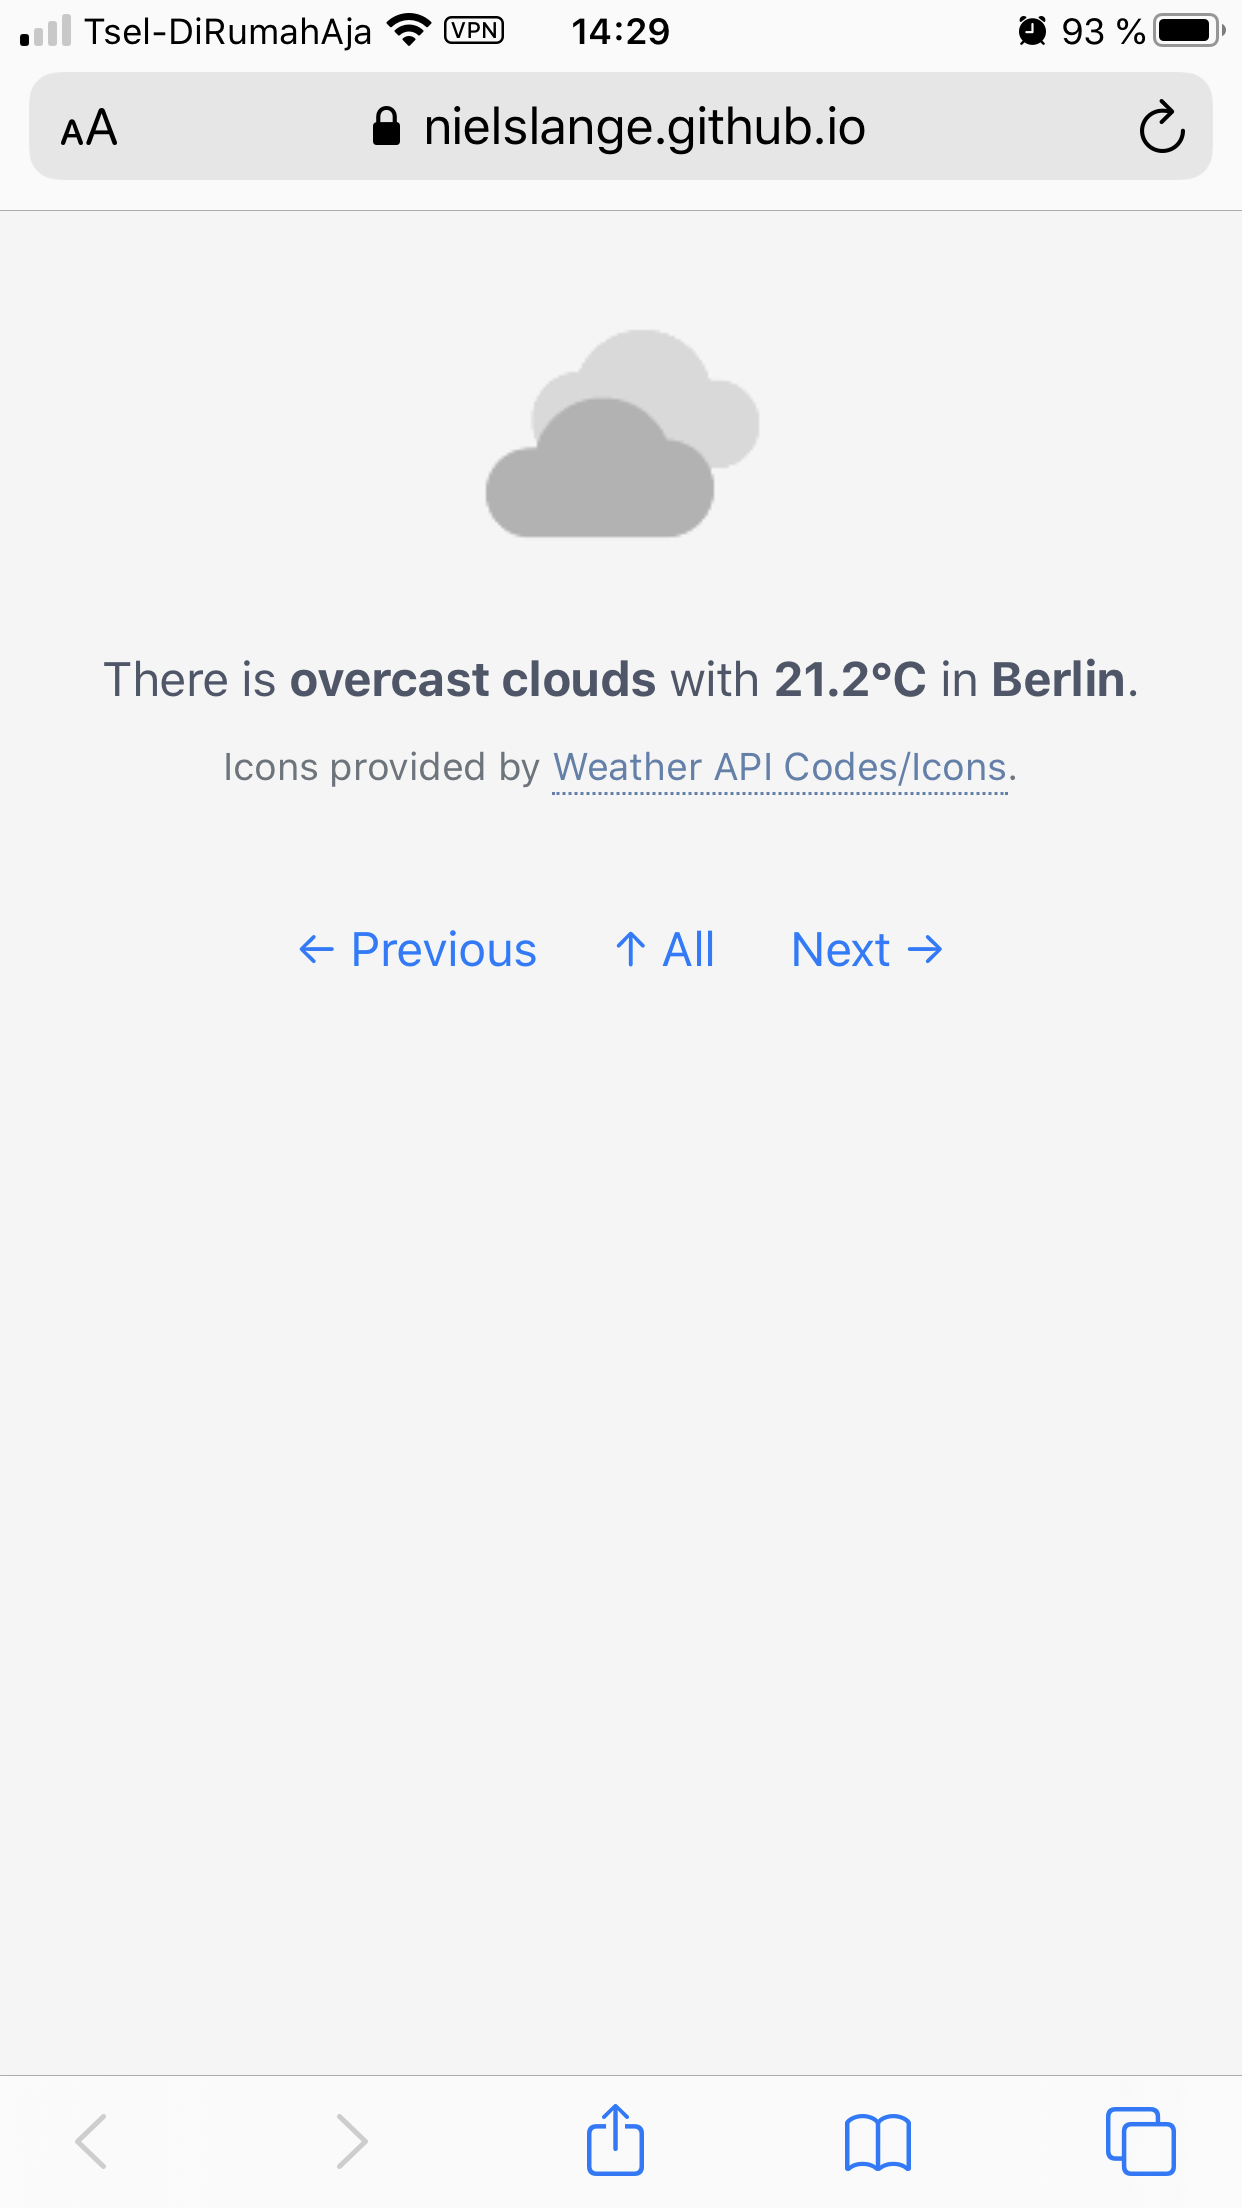 Tsel-DiRumahAja VPN 14:29 93 %
AA nielslange.github.io
There is overcast clouds with 21.2°C in Berlin.
Icons provided by Weather API Codes/Icons.
← Previous ↑ All Next →